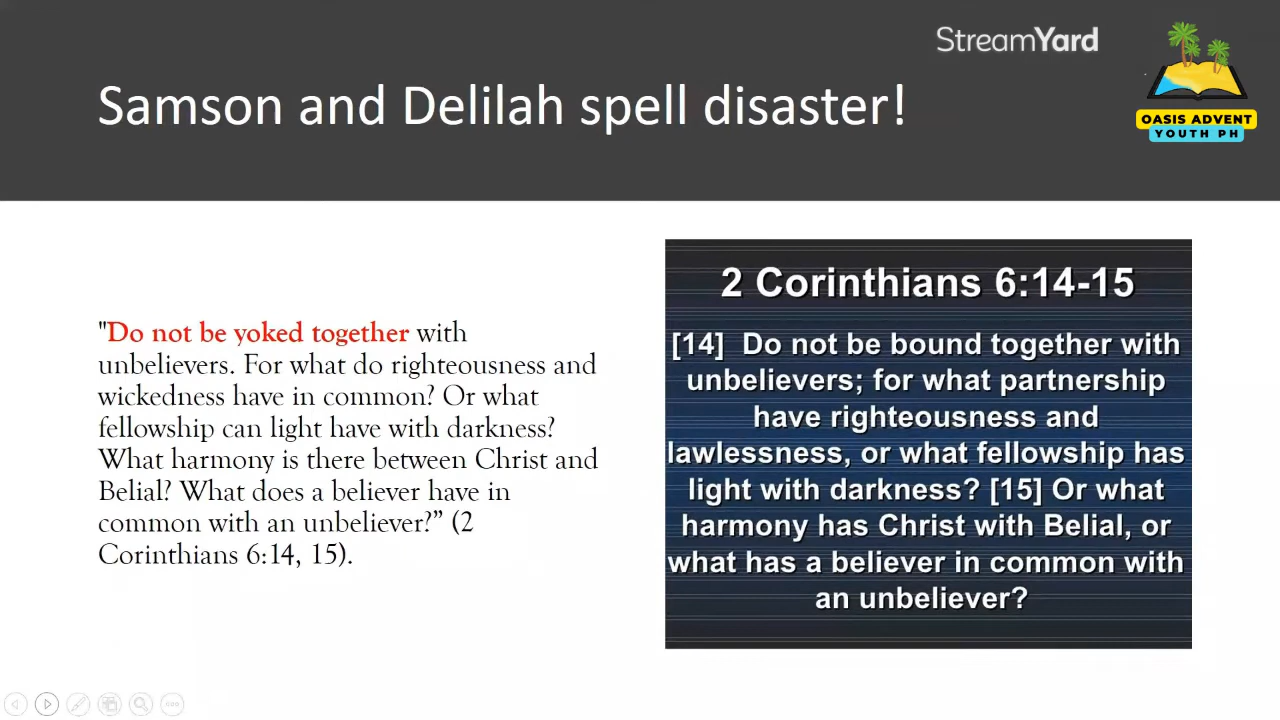 StreamYard
Samson and Delilah spell disaster!
OASIS ADVENT
YOUTH PH
"Do not be yoked together with
unbelievers. For what do righteousness and
wickedness have in common? Or what
fellowship can light have with darkness?
What harmony is there between Christ and
Belial? What does a believer have in
common with an unbeliever?” (2
Corinthians 6:14, 15).
2 Corinthians 6:14-15
[14] Do not be bound together with
unbelievers; for what partnership
have righteousness and
lawlessness, or what fellowship has
light with darkness? [15] Or what
harmony has Christ with Belial, or
what has a believer in common with
an unbeliever?